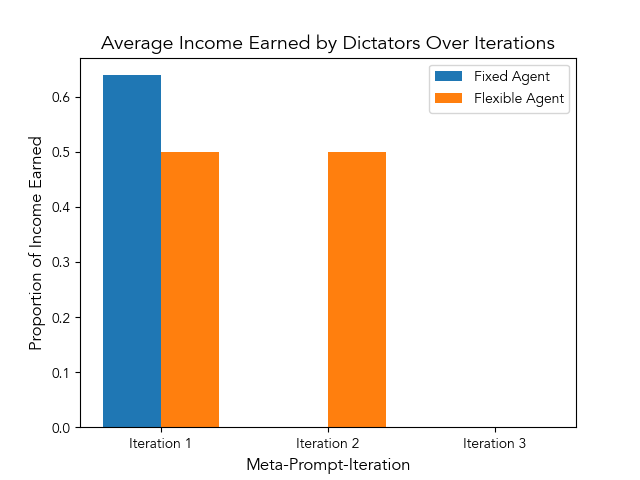 Average Income Earned by Dictators Over Iterations
Fixed Agent
Flexible Agent
Proportion of Income Earned
0.6
0.5
0.4
0.3
0.2
0.1
0.0
Iteration 1
Iteration 2
Iteration 3
Meta-Prompt-Iteration